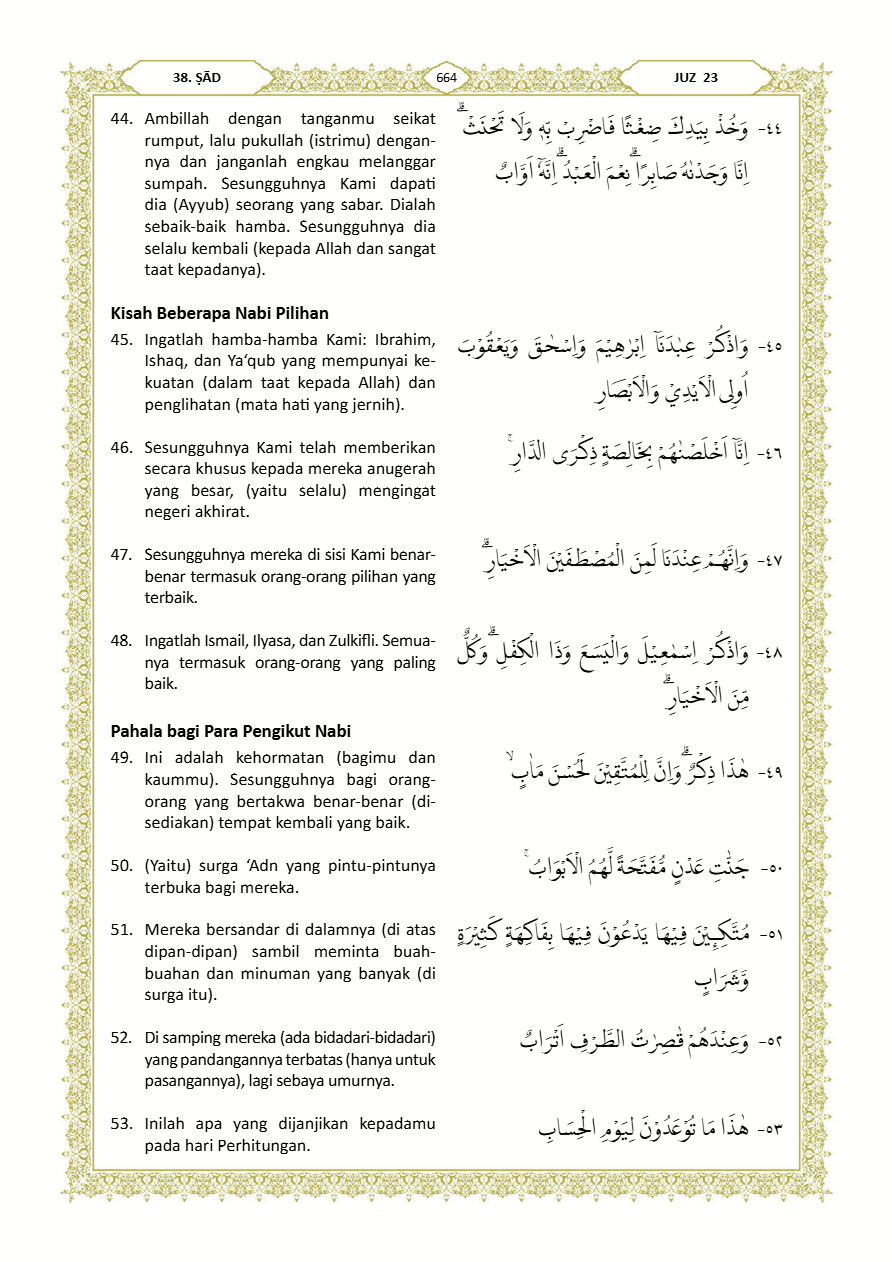 38. ṢĀD
664
JUZ 23
44. Ambillah dengan tanganmu seikat
rumput, lalu pukullah (istrimu) dengan-
nya dan janganlah engkau melanggar
sumpah. Sesungguhnya Kami dapati
dia (Ayyub) seorang yang sabar. Dialah
sebaik-baik hamba. Sesungguhnya dia
selalu kembali (kepada Allah dan sangat
taat kepadanya).
٤٤- وَخُذْ بِيَدِكَ ضِغْثًا فَاضْرِبْ بِّهٖ وَلَا تَحْنَثْۗ
اِنَّا وَجَدْنٰهُ صَابِرًاۗ نِعْمَ الْعَبْدُۗ اِنَّهٗٓ اَوَّابٌ
Kisah Beberapa Nabi Pilihan
45. Ingatlah hamba-hamba Kami: Ibrahim,
Ishaq, dan Ya‘qub yang mempunyai ke-
kuatan (dalam taat kepada Allah) dan
penglihatan (mata hati yang jernih).
٤٥- وَاذْكُرْ عِبٰدَنَآ اِبْرٰهِيْمَ وَاِسْحٰقَ وَيَعْقُوْبَ
اُولِى الْاَيْدِيْ وَالْاَبْصَارِ
46. Sesungguhnya Kami telah memberikan
secara khusus kepada mereka anugerah
yang besar, (yaitu selalu) mengingat
negeri akhirat.
٤٦- اِنَّآ اَخْلَصْنٰهُمْ بِخَالِصَةٍ ذِكْرَى الدَّارِۚ
47. Sesungguhnya mereka di sisi Kami benar-
benar termasuk orang-orang pilihan yang
terbaik.
٤٧- وَاِنَّهُمْ عِنْدَنَا لَمِنَ الْمُصْطَفَيْنَ الْاَخْيَارِۗ
48. Ingatlah Ismail, Ilyasa, dan Zulkifli. Semua-
nya termasuk orang-orang yang paling
baik.
٤٨- وَاذْكُرْ اِسْمٰعِيْلَ وَالْيَسَعَ وَذَا الْكِفْلِۗ وَكُلٌّ
مِّنَ الْاَخْيَارِۗ
Pahala bagi Para Pengikut Nabi
49. Ini adalah kehormatan (bagimu dan
kaummu). Sesungguhnya bagi orang-
orang yang bertakwa benar-benar (di-
sediakan) tempat kembali yang baik.
٤٩- هٰذَا ذِكْرٌۗ وَاِنَّ لِلْمُتَّقِيْنَ لَحُسْنَ مَاٰبٍۙ
50. (Yaitu) surga ‘Adn yang pintu-pintunya
terbuka bagi mereka.
٥٠- جَنّٰتِ عَدْنٍ مُّفَتَّحَةً لَّهُمُ الْاَبْوَابُۚ
51. Mereka bersandar di dalamnya (di atas
dipan-dipan) sambil meminta buah-
buahan dan minuman yang banyak (di
surga itu).
٥١- مُتَّكِـِٕيْنَ فِيْهَا يَدْعُوْنَ فِيْهَا بِفَاكِهَةٍ كَثِيْرَةٍ
وَّشَرَابٍ
52. Di samping mereka (ada bidadari-bidadari)
yang pandangannya terbatas (hanya untuk
pasangannya), lagi sebaya umurnya.
٥٢- وَعِنْدَهُمْ قٰصِرٰتُ الطَّرْفِ اَتْرَابٌ
53. Inilah apa yang dijanjikan kepadamu
pada hari Perhitungan.
٥٣- هٰذَا مَا تُوْعَدُوْنَ لِيَوْمِ الْحِسَابِ